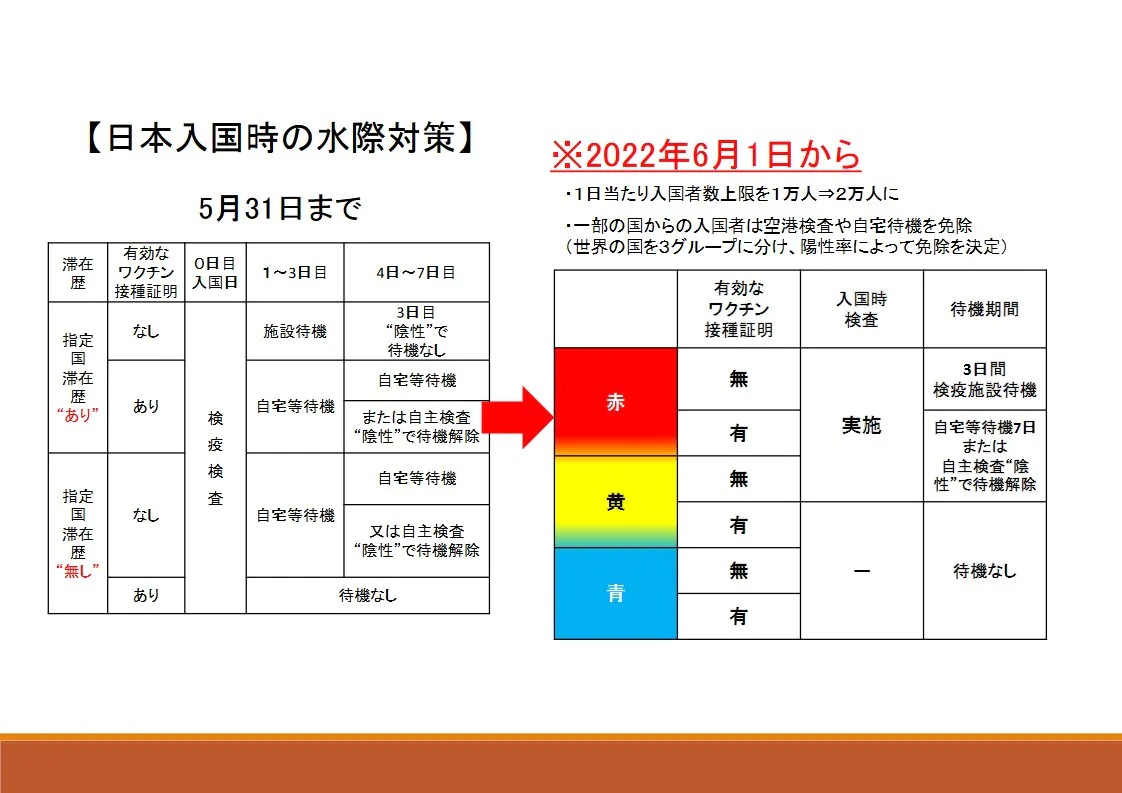 【日本入国時の水際対策】
5月31日まで
滞在
歴
有効な
ワクチン
接種証明
0日目
入国日
1～3日目
4日～7日目
指定
国
滞在
歴
“あり”
なし
検
疫
検
査
施設待機
3日目
“陰性”で
待機なし
あり
自宅等待機
自宅等待機
または自主検査
“陰性”で待機解除
指定
国
滞在
歴
“無し”
なし
自宅等待機
自宅等待機
又は自主検査
“陰性”で待機解除
あり
待機なし
※2022年6月1日から
・1日当たり入国者数上限を1万人⇒2万人に
・一部の国からの入国者は空港検査や自宅待機を免除
（世界の国を3グループに分け、陽性率によって免除を決定）
有効な
ワクチン
接種証明
入国時
検査
待機期間
赤
無
実施
3日間
検疫施設待機
有
自宅等待機7日
または
自主検査“陰
性”で待機解除
黄
無
有
ー
待機なし
青
無
有